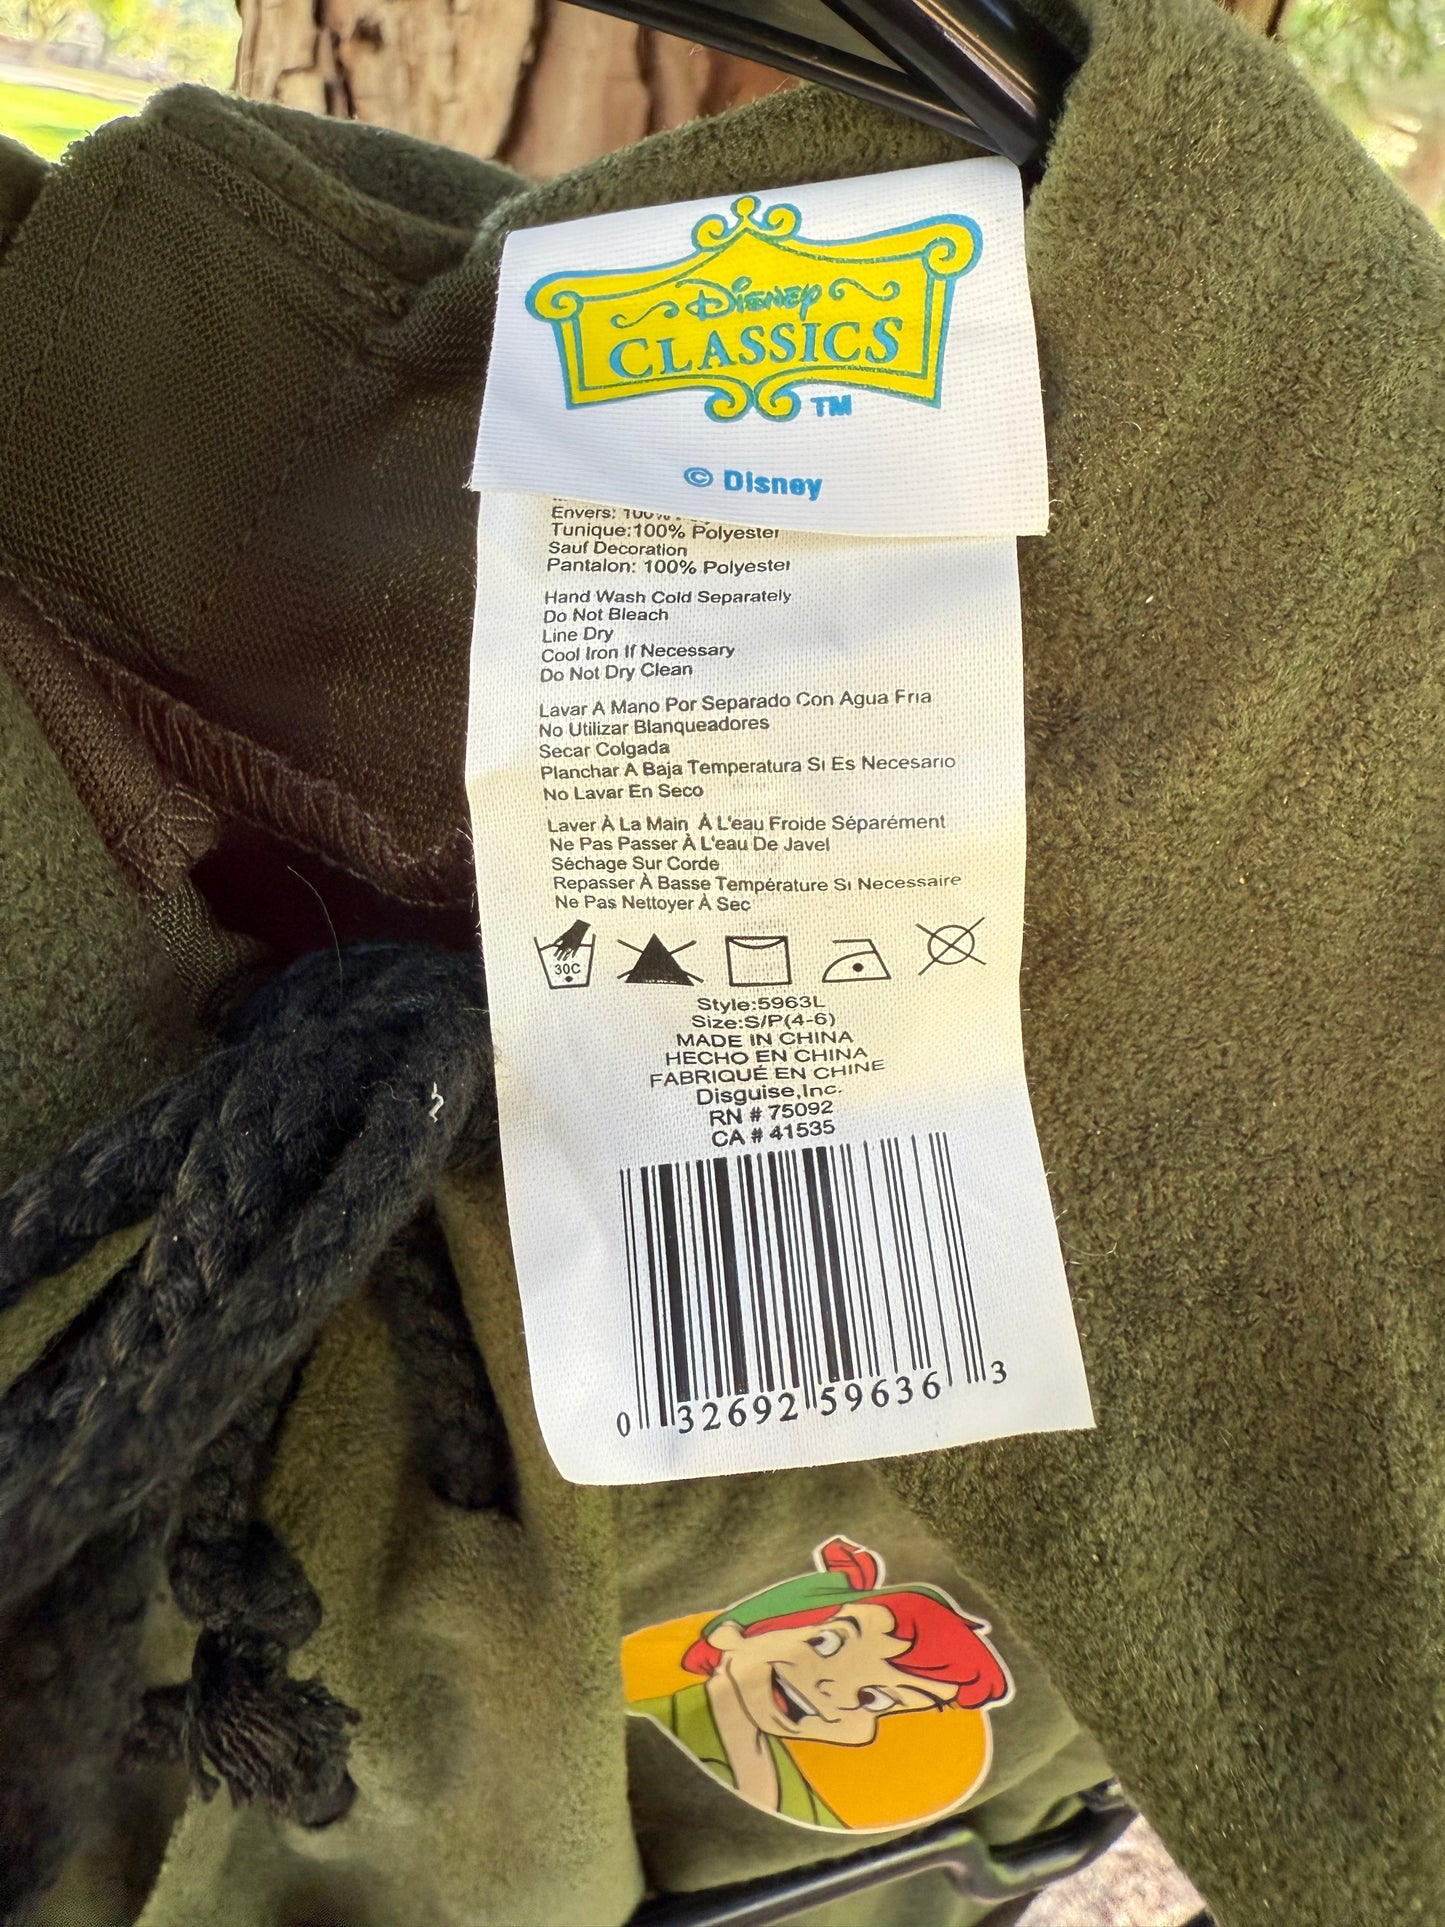 Disney
CLASSICS
TM
© Disney
Envers: 100%
Tunique:100% Polyester
Sauf Decoration
Pantalon: 100% Polyester
Hand Wash Cold Separately
Do Not Bleach
Line Dry
Cool Iron If Necessary
Do Not Dry Clean
Lavar A Mano Por Separado Con Agua Fria
No Utilizar Blanqueadores
Secar Colgada
Planchar A Baja Temperatura Si Es Necesario
No Lavar En Seco
Laver À La Main À L'eau Froide Séparément
Ne Pas Passer À L'eau De Javel
Séchage Sur Corde
Repasser À Basse Température Si Necessaire
Ne Pas Nettoyer À Sec
30C
Style:5963L
Size:S/P(4-6)
MADE IN CHINA
HECHO EN CHINA
FABRIQUÉ EN CHINE
Disguise,Inc.
RN # 75092
CA # 41535
0 32692 59636 3